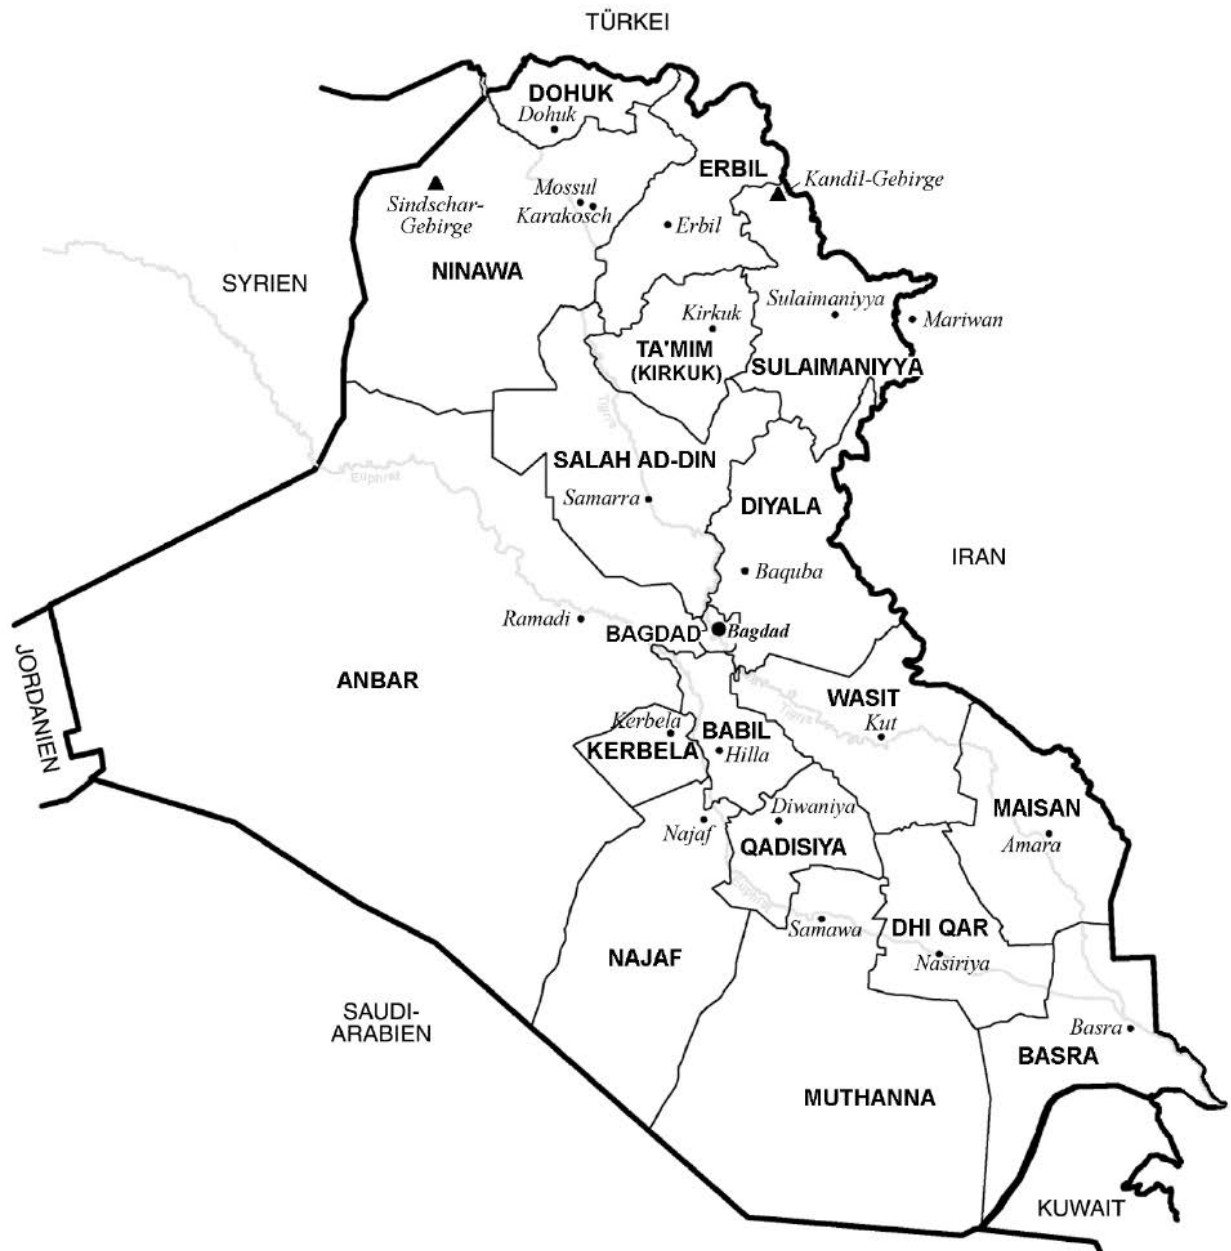 TÜRKEI
DOHUK
Dohuk
ERBIL
Kandil-Gebirge
Mossul
Karakosch
Sindschar-
Gebirge
Erbil
NINAWA
SYRIEN
Sulaimaniyya
Kirkuk
Mariwan
TA'MIM
(KIRKUK)
SULAIMANIYYA
Tigris
SALAH AD-DIN
Euphrat
Samarra
DIYALA
IRAN
Baquba
Ramadi
BAGDAD
Bagdad
JORDANIEN
ANBAR
WASIT
Tigris
Kut
Kerbela
KERBELA
BABIL
Hilla
Diwaniya
MAISAN
Amara
Najaf
QADISIYA
Euphrat
Samawa
DHI QAR
Nasiriya
NAJAF
SAUDI-
ARABIEN
Basra
BASRA
MUTHANNA
KUWAIT